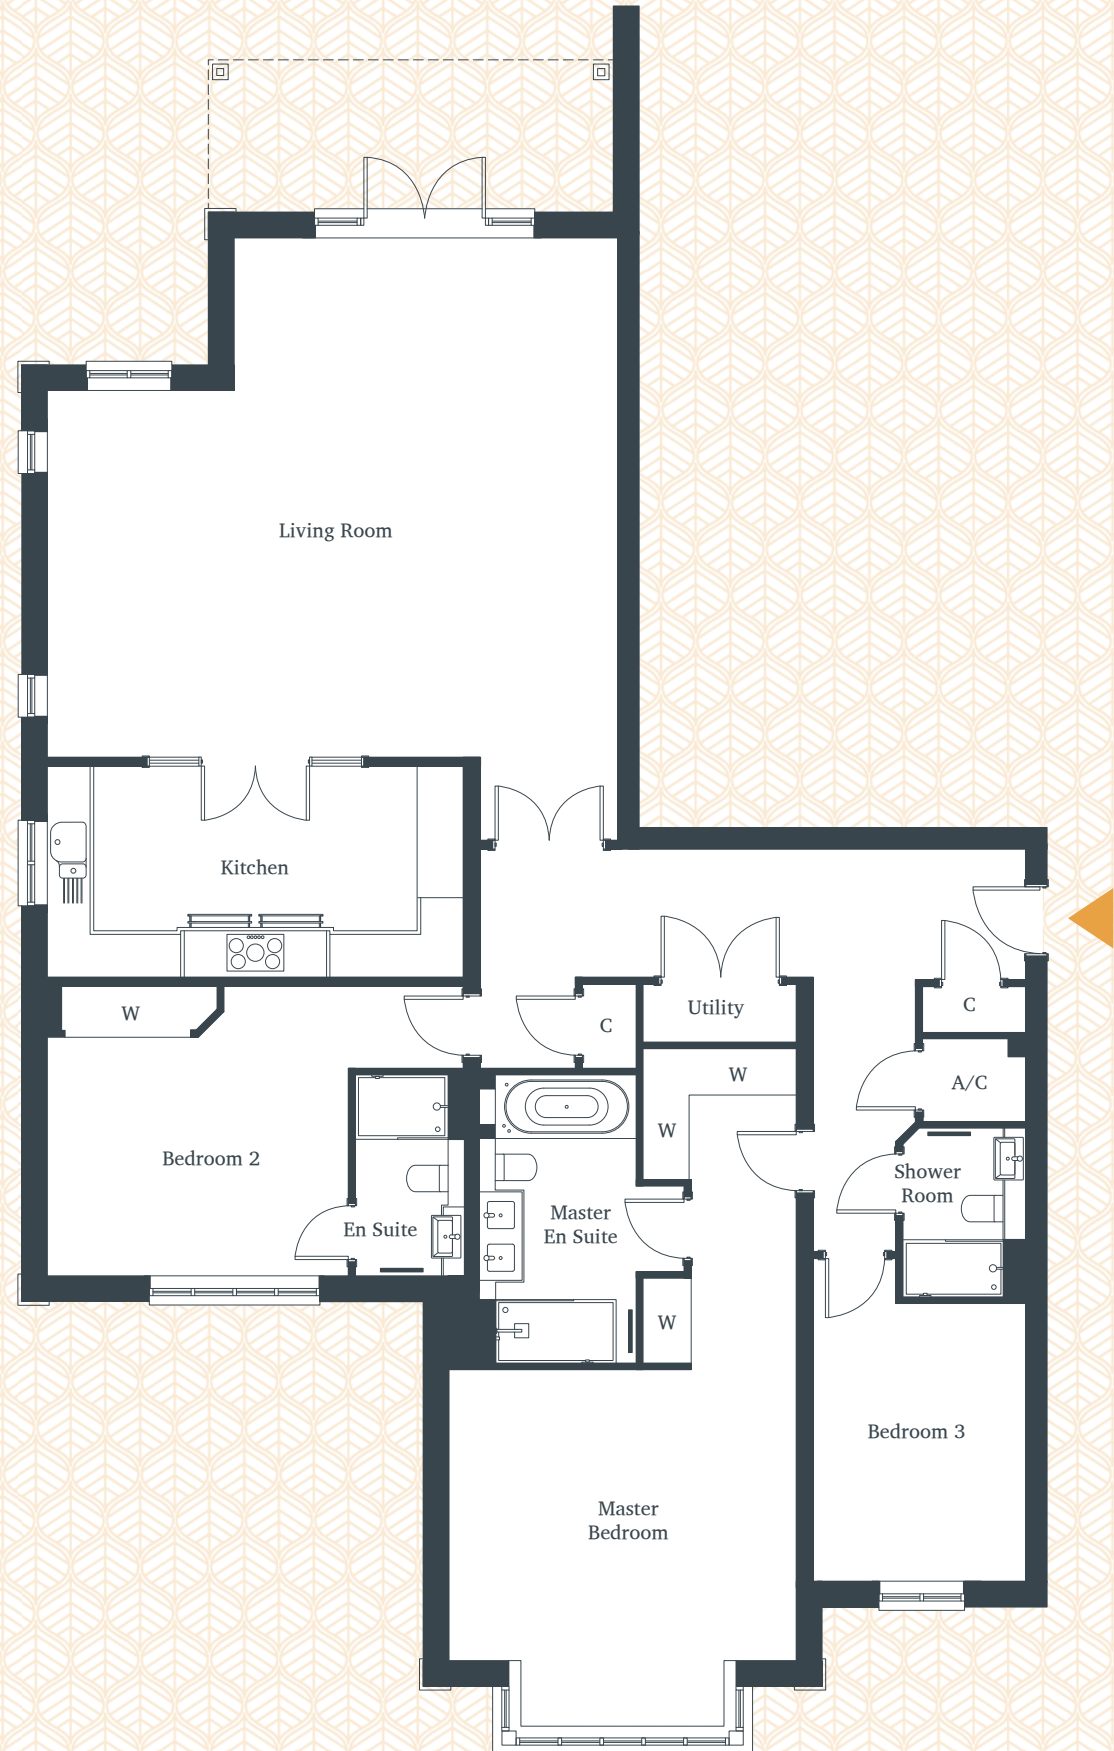 Living Room
Kitchen
W
C
Utility
C
W
A/C
W
Bedroom 2
Shower
Room
En Suite
Master
En Suite
W
Bedroom 3
Master
Bedroom